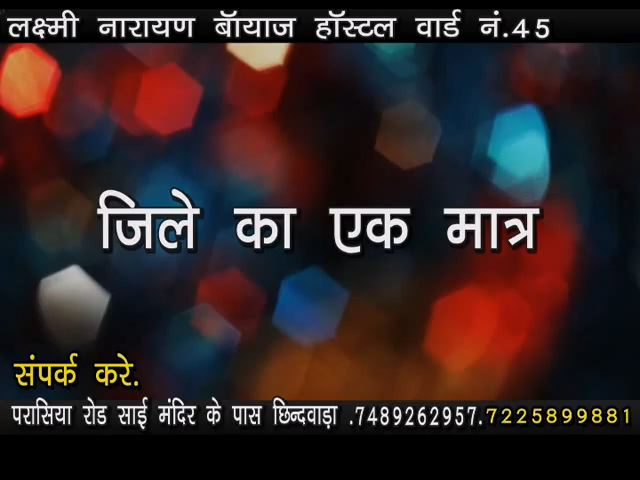 लक्ष्मी नारायण बॅायाज हॉस्टल वार्ड नं.45
जिले का एक मात्र
संपर्क करे.
परासिया रोड साई मंदिर के पास छिन्दवाड़ा .7489262957.7225899881